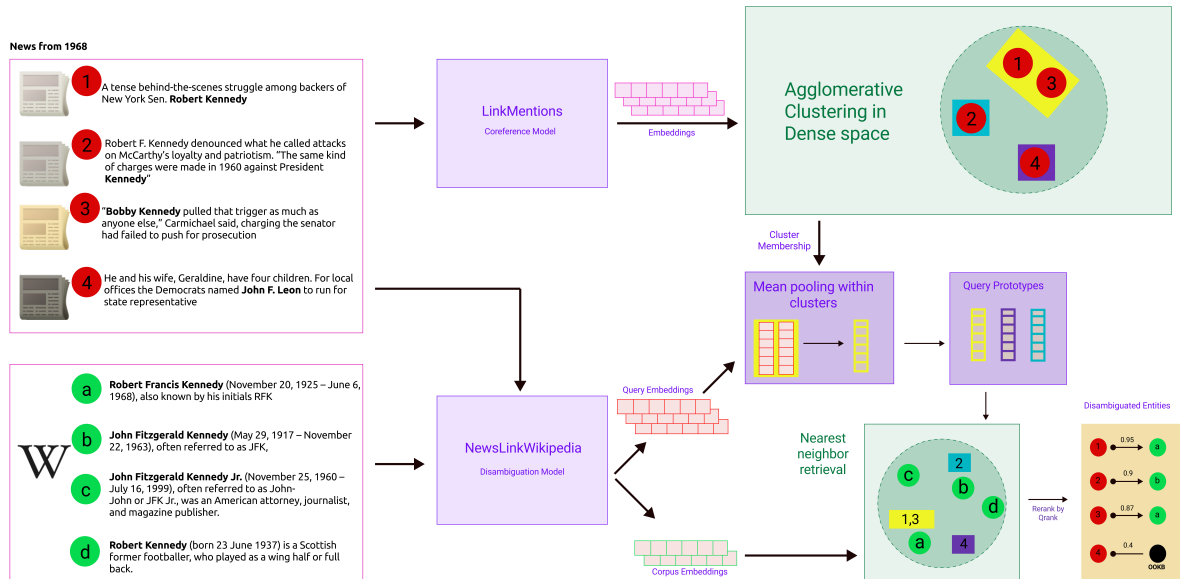 News from 1968
1
A tense behind-the-scenes struggle among backers of
New York Sen. Robert Kennedy
2
Robert F. Kennedy denounced what he called attacks
on McCarthy's loyalty and patriotism. "The same kind
of charges were made in 1960 against President
Kennedy"
3
"Bobby Kennedy pulled that trigger as much as
anyone else," Carmichael said, charging the senator
had failed to push for prosecution
4
He and his wife, Geraldine, have four children. For local
offices the Democrats named John F. Leon to run for
state representative
LinkMentions
Coreference Model
Embeddings
Agglomerative
Clustering in
Dense space
1
3
2
4
Cluster
Membership
Mean pooling within
clusters
Query Prototypes
W
a
Robert Francis Kennedy (November 20, 1925 – June 6,
1968), also known by his initials RFK
b
John Fitzgerald Kennedy (May 29, 1917 – November
22, 1963), often referred to as JFK,
c
John Fitzgerald Kennedy Jr. (November 25, 1960 –
July 16, 1999), often referred to as John-
John or JFK Jr., was an American attorney, journalist,
and magazine publisher.
d
Robert Kennedy (born 23 June 1937) is a Scottish
former footballer, who played as a wing half or full
back.
NewsLinkWikipedia
Disambiguation Model
Query Embeddings
Corpus Embeddings
Nearest
neighbor
retrieval
c
2
b
d
1,3
a
4
Rerank by
Qrank
Disambiguated Entities
1 0.95 a
2 0.9 b
3 0.87 a
4 0.4
OOKB